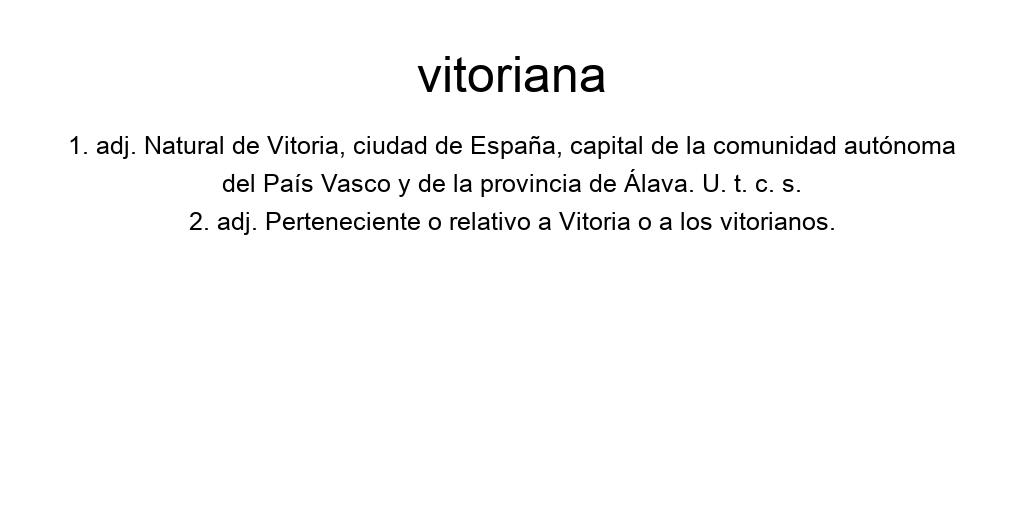 vitoriana
1. adj. Natural de Vitoria, ciudad de España, capital de la comunidad autónoma
del País Vasco y de la provincia de Álava. U. t. c. s.
2. adj. Perteneciente o relativo a Vitoria o a los vitorianos.